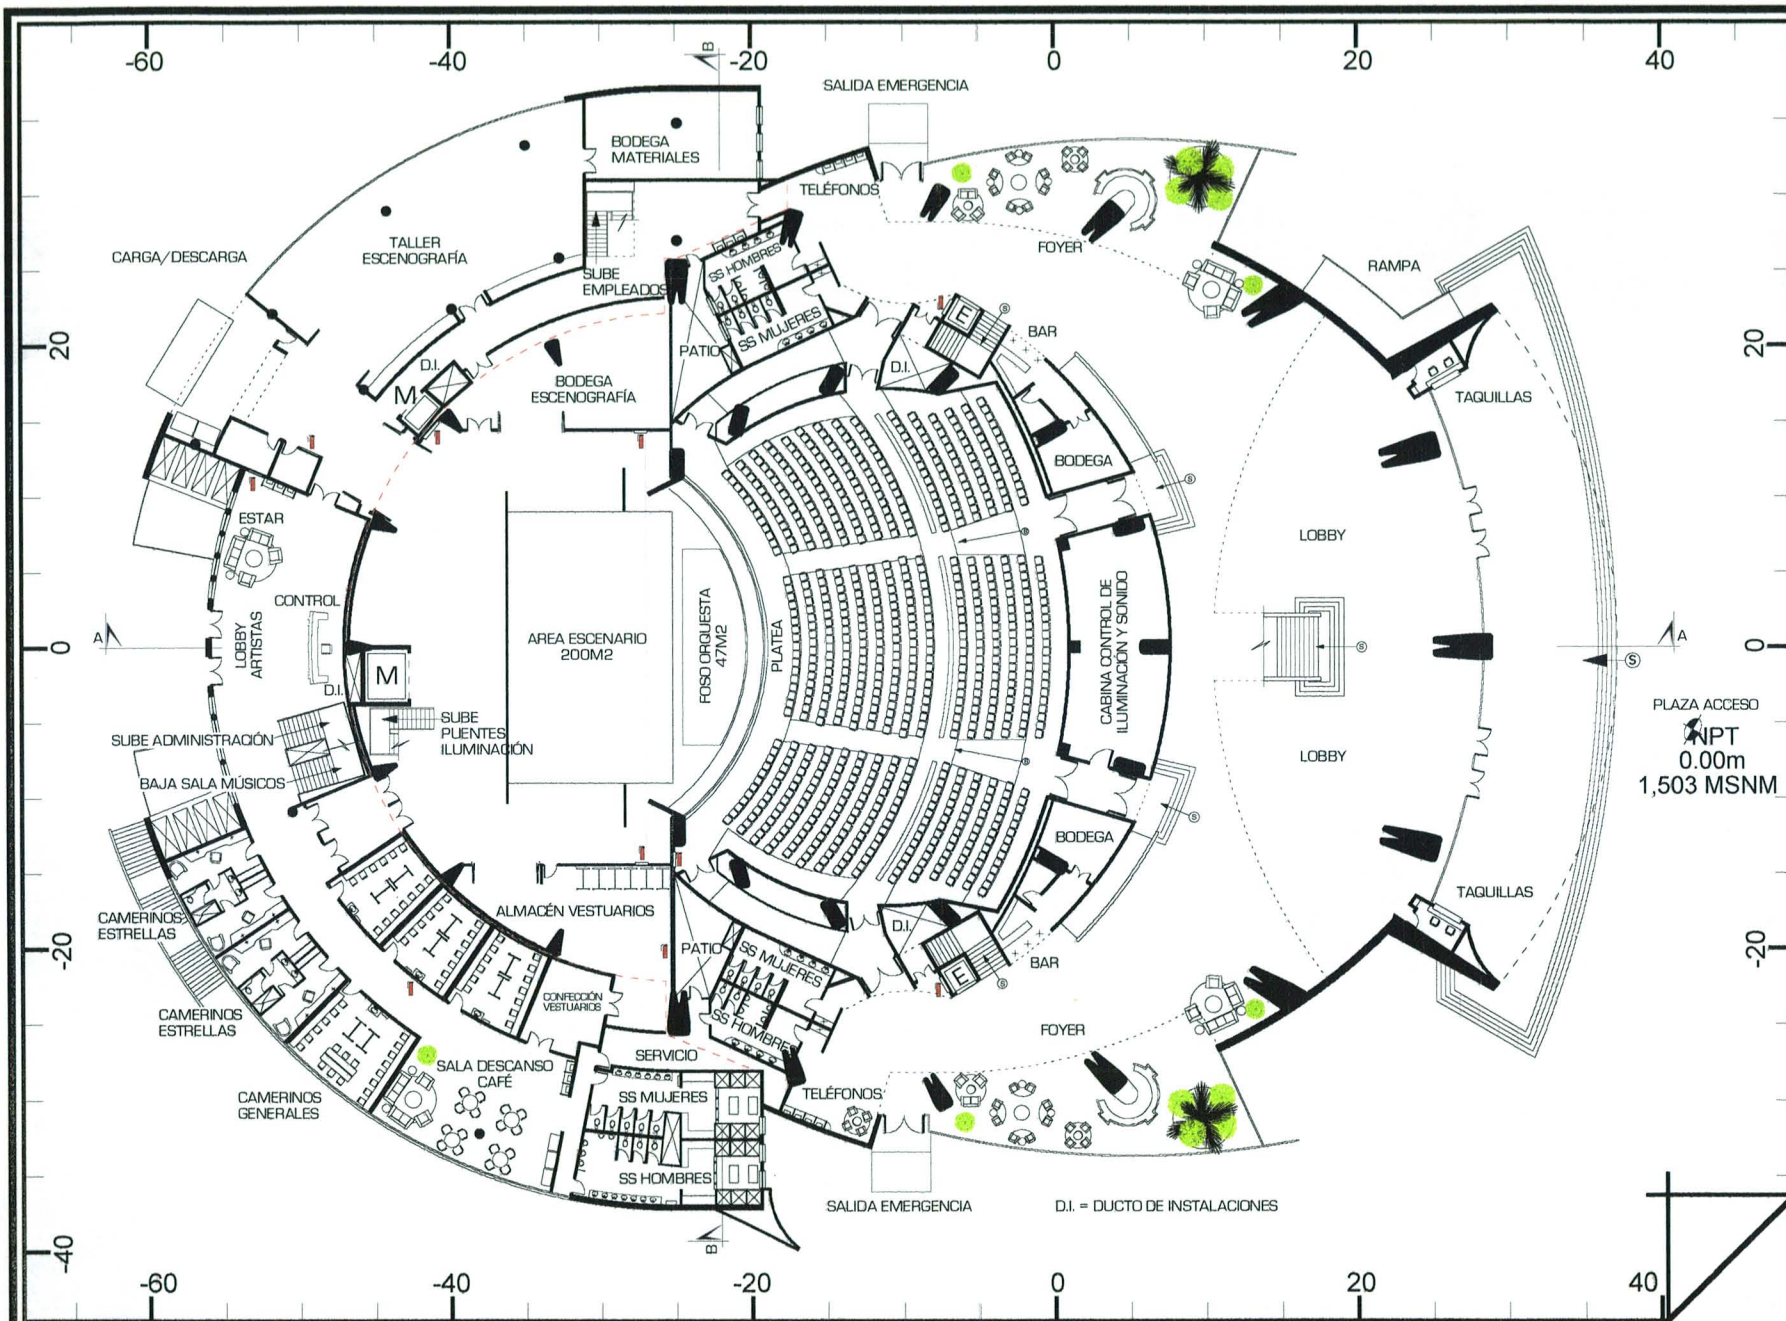 -60 -40 -20 0 20 40
B
SALIDA EMERGENCIA
BODEGA
MATERIALES
TELÉFONOS
CARGA/DESCARGA
TALLER
ESCENOGRAFÍA
SS HOMBRES
FOYER
RAMPA
SUBE
EMPLEADOS
20
20
SS MUJERES
E
S
BAR
PATIO
D.I.
D.I.
M
BODEGA
ESCENOGRAFÍA
TAQUILLAS
BODEGA
S
ESTAR
S
LOBBY
CONTROL
A
0
LOBBY
ARTISTAS
AREA ESCENARIO
200M2
FOSO ORQUESTA
47M2
PLATEA
CABINA CONTROL DE
ILUMINACIÓN Y SONIDO
S
A
0
S
D.I.
M
PLAZA ACCESO
NPT
0.00m
1,503 MSNM
SUBE
PUENTES
ILUMINACIÓN
SUBE ADMINISTRACIÓN
BAJA SALA MÚSICOS
S
LOBBY
S
BODEGA
TAQUILLAS
CAMERINOS
ESTRELLAS
ALMACÉN VESTUARIOS
D.I.
-20
-20
PATIO
SS MUJERES
E
S
BAR
CONFECCIÓN
VESTUARIOS
CAMERINOS
ESTRELLAS
SS HOMBRES
FOYER
SERVICIO
SALA DESCANSO
CAFÉ
CAMERINOS
GENERALES
SS MUJERES
TELÉFONOS
SS HOMBRES
SALIDA EMERGENCIA
D.I. = DUCTO DE INSTALACIONES
B
-40
-60 -40 -20 0 20 40